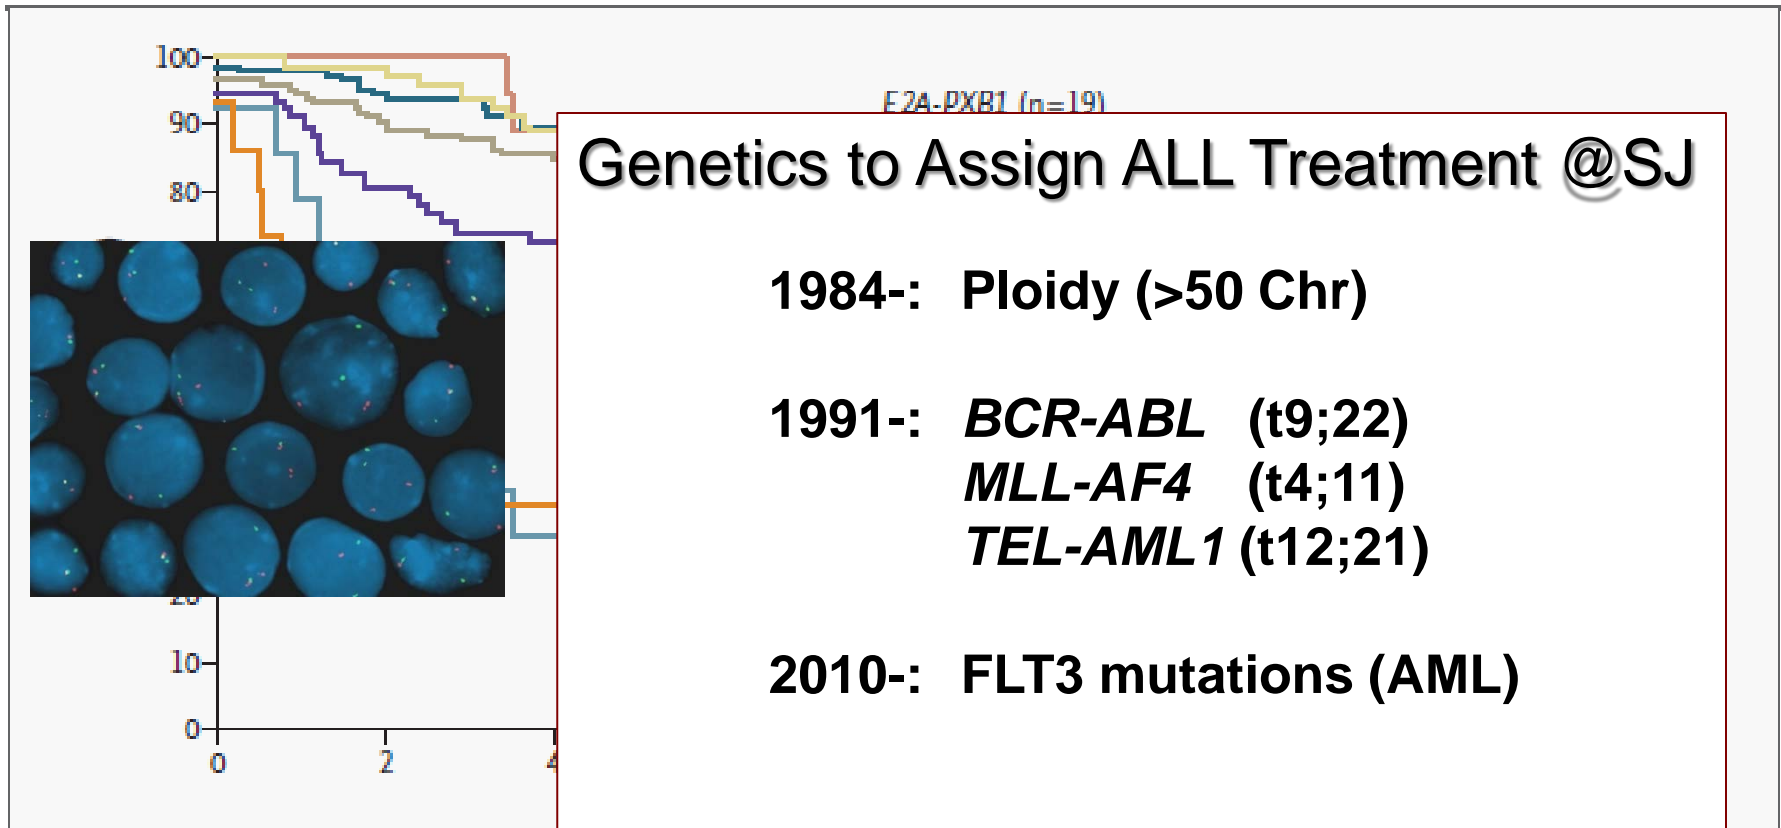 100
E2A-PXB1 (n=19)
90
80
Genetics to Assign ALL Treatment @SJ
1984-: Ploidy (>50 Chr)
1991-: BCR-ABL (t9;22)
MLL-AF4 (t4;11)
TEL-AML1 (t12;21)
2010-: FLT3 mutations (AML)
10
0
0 2 4